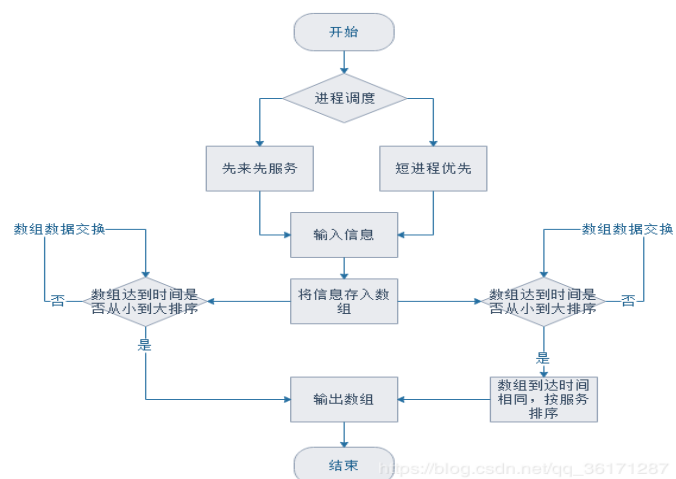 开始
进程调度
先来先服务
短进程优先
输入信息
数组数据交换
数组数据交换
数组达到时间是
否从小到大排序
否
将信息存入数
组
数组达到时间是
否从小到大排序
否
是
是
输出数组
数组到达时间
相同，按服务
排序
结束
https://blog.csdn.net/qq_36171287